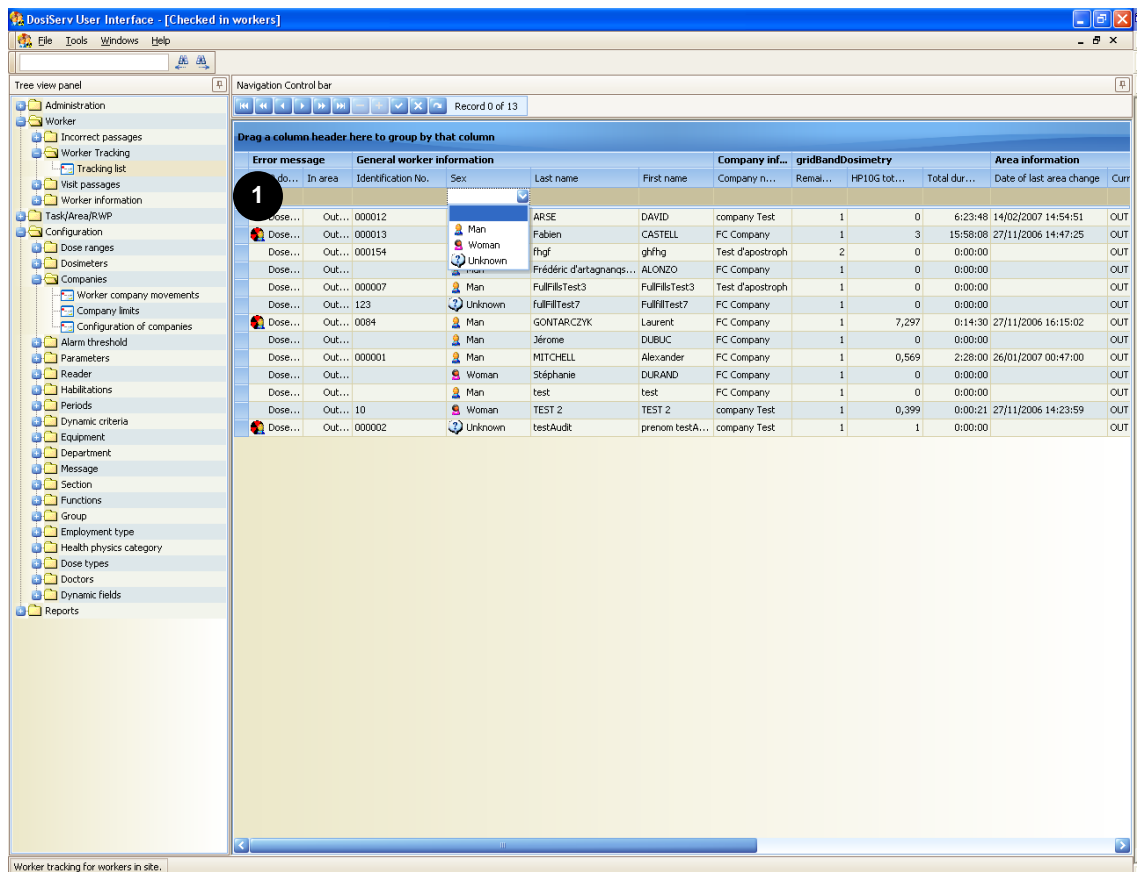 DosiServ User Interface - [Checked in workers]
File Tools Windows Help
Tree view panel
Administration
Worker
Incorrect passages
Worker Tracking
Tracking list
Visit passages
Worker information
Task/Area/RWP
Configuration
Dose ranges
Dosimeters
Companies
Worker company movements
Company limits
Configuration of companies
Alarm threshold
Parameters
Reader
Habilitations
Periods
Dynamic criteria
Equipment
Department
Message
Section
Functions
Group
Employment type
Health physics category
Dose types
Doctors
Dynamic fields
Reports
Navigation Control bar
Record 0 of 13
Drag a column header here to group by that column
Error message General worker information Company inf... gridBandDosimetry Area information
do... In area Identification No. Sex Last name First name Company n... Remai... HP10G tot... Total dur... Date of last area change Curr
1
Man
Woman
Unknown
Dose... Out... 000012 ARSE DAVID company Test 1 0 6:23:48 14/02/2007 14:54:51 OUT
Dose... Out... 000013 Fabien CASTELL FC Company 1 3 15:58:08 27/11/2006 14:47:25 OUT
Dose... Out... 000154 fhgf ghfhg Test d'apostroph 2 0 0:00:00 OUT
Dose... Out... Man Frédéric d'artagnanqs... ALONZO FC Company 1 0 0:00:00 OUT
Dose... Out... 000007 Man FullFillsTest3 FullFillsTest3 Test d'apostroph 1 0 0:00:00 OUT
Dose... Out... 123 Unknown fullFillTest7 FullfillTest7 FC Company 1 0 0:00:00 OUT
Dose... Out... 0084 Man GONTARCZYK Laurent FC Company 1 7,297 0:14:30 27/11/2006 16:15:02 OUT
Dose... Out... Man Jérome DUBUC FC Company 1 0 0:00:00 OUT
Dose... Out... 000001 Man MITCHELL Alexander FC Company 1 0,569 2:28:00 26/01/2007 00:47:00 OUT
Dose... Out... Woman Stéphanie DURAND FC Company 1 0 0:00:00 OUT
Dose... Out... Man test test FC Company 1 0 0:00:00 OUT
Dose... Out... 10 Woman TEST 2 TEST 2 company Test 1 0,399 0:00:21 27/11/2006 14:23:59 OUT
Dose... Out... 000002 Unknown testAudit prenom testA... company Test 1 1 0:00:00 OUT
Worker tracking for workers in site.